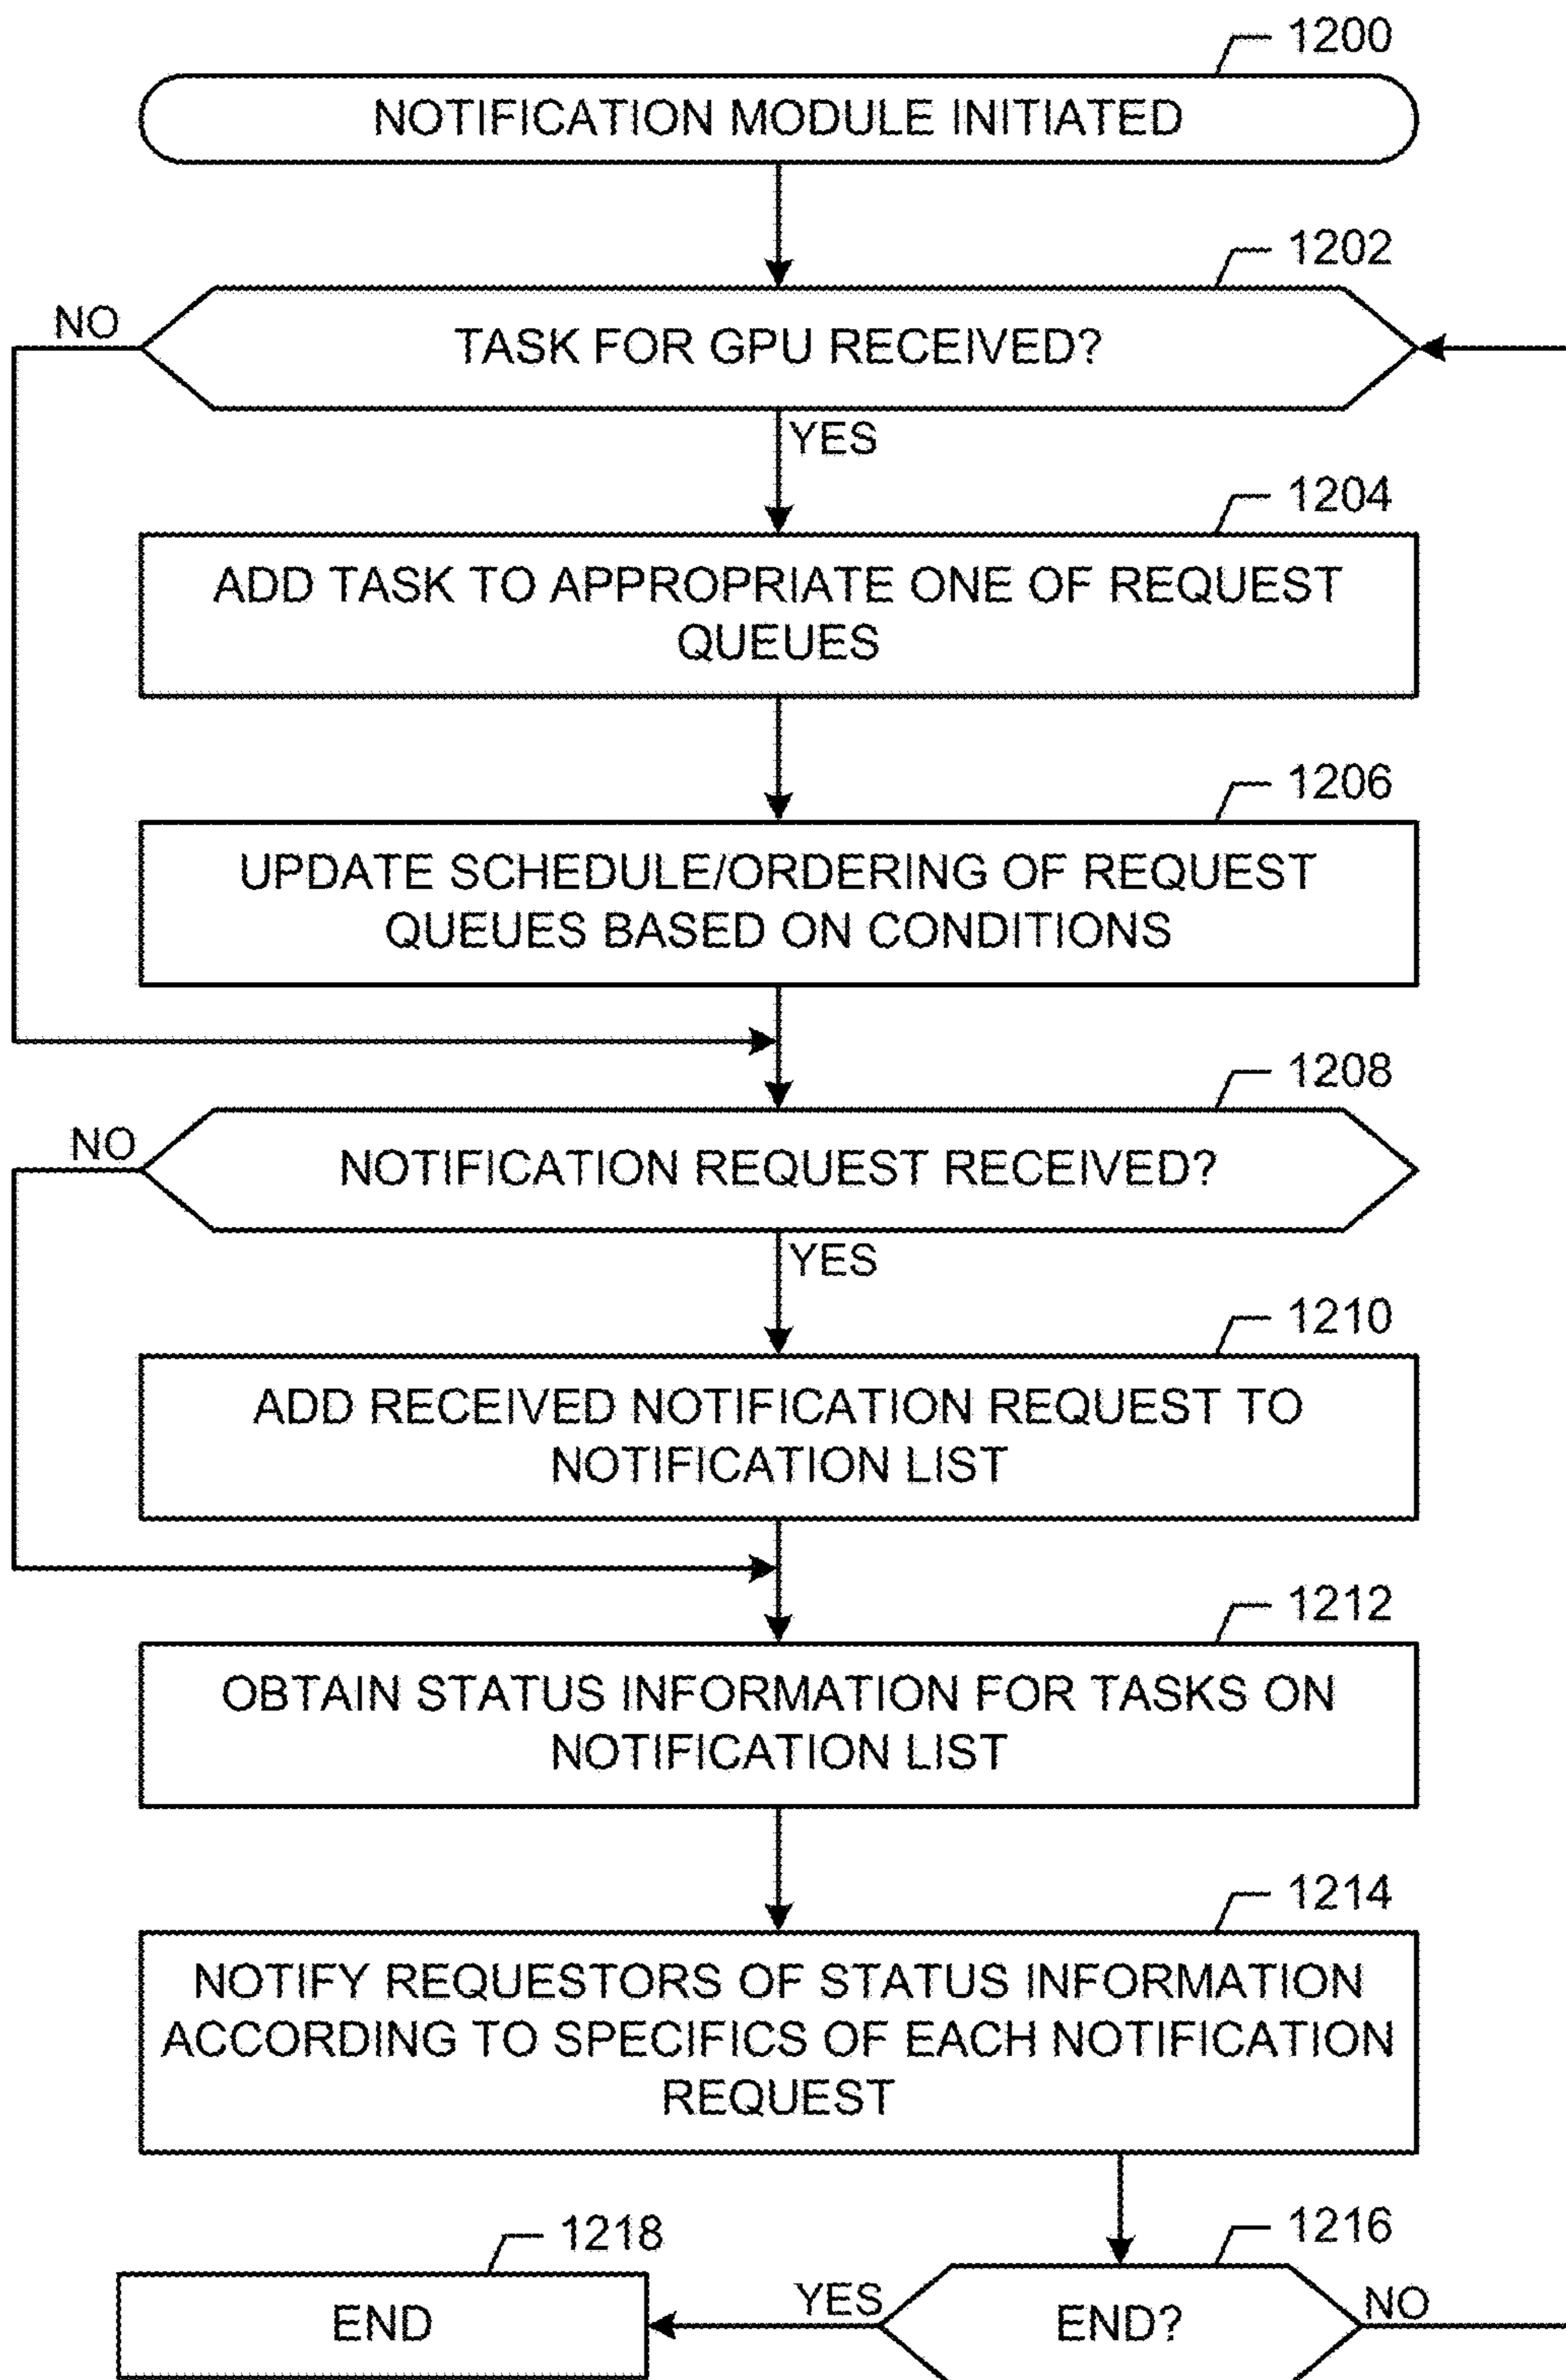 1200
NOTIFICATION MODULE INITIATED
1202
NO
TASK FOR GPU RECEIVED?
YES
1204
ADD TASK TO APPROPRIATE ONE OF REQUEST
QUEUES
1206
UPDATE SCHEDULE/ORDERING OF REQUEST
QUEUES BASED ON CONDITIONS
1208
NO
NOTIFICATION REQUEST RECEIVED?
YES
1210
ADD RECEIVED NOTIFICATION REQUEST TO
NOTIFICATION LIST
1212
OBTAIN STATUS INFORMATION FOR TASKS ON
NOTIFICATION LIST
1214
NOTIFY REQUESTORS OF STATUS INFORMATION
ACCORDING TO SPECIFICS OF EACH NOTIFICATION
REQUEST
1218
1216
END
YES
END?
NO